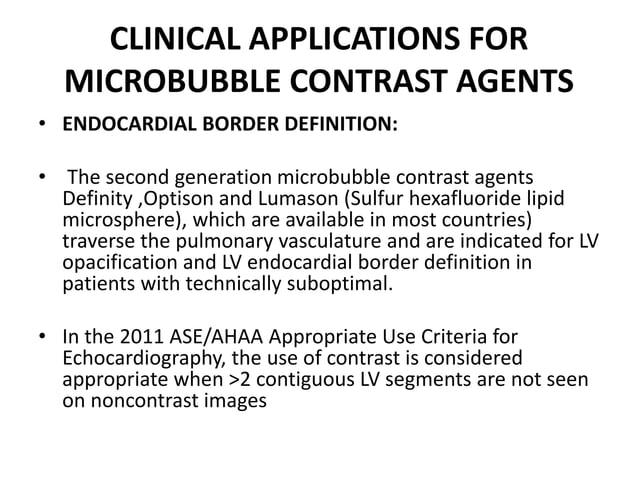 CLINICAL APPLICATIONS FOR
MICROBUBBLE CONTRAST AGENTS
• ENDOCARDIAL BORDER DEFINITION:
• The second generation microbubble contrast agents
Definity ,Optison and Lumason (Sulfur hexafluoride lipid
microsphere), which are available in most countries)
traverse the pulmonary vasculature and are indicated for LV
opacification and LV endocardial border definition in
patients with technically suboptimal.
• In the 2011 ASE/AHAA Appropriate Use Criteria for
Echocardiography, the use of contrast is considered
appropriate when >2 contiguous LV segments are not seen
on noncontrast images